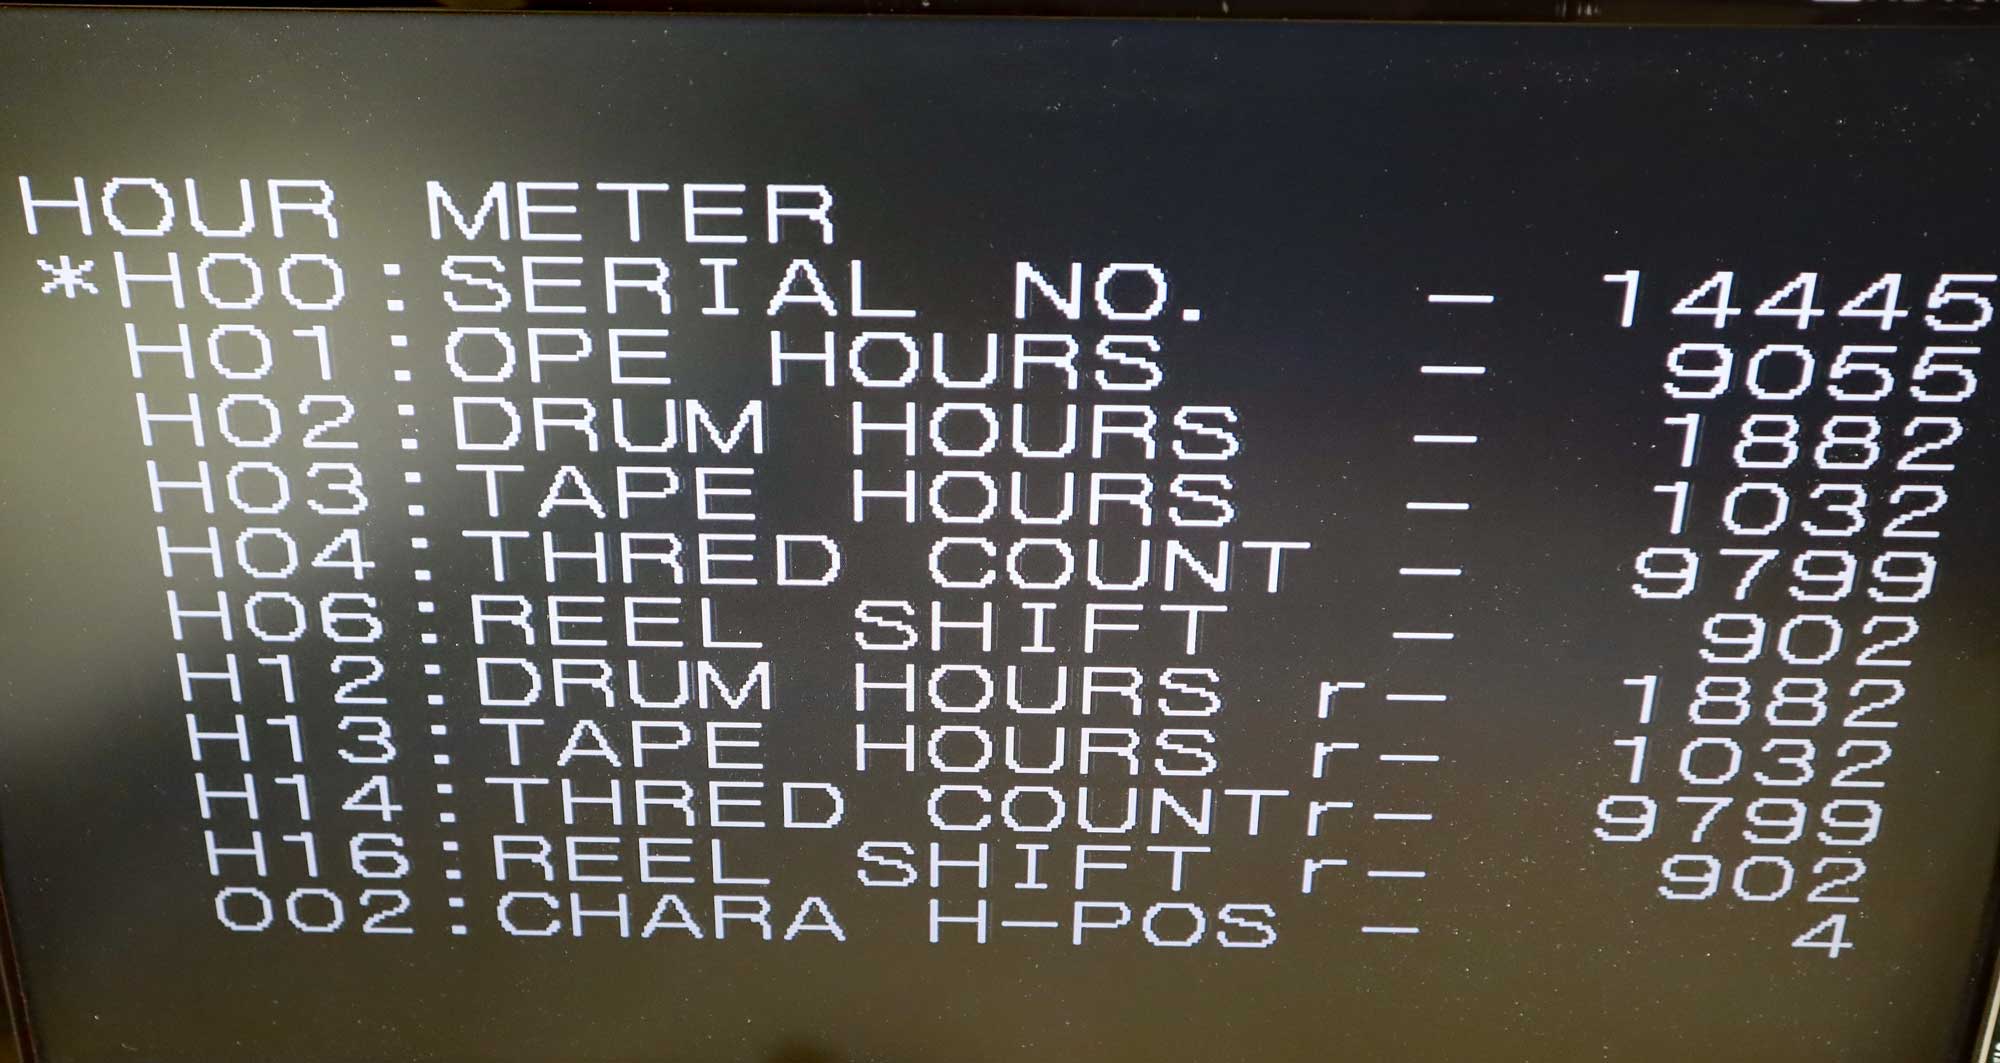 HOUR METER
*H00:SERIAL NO. - 14445
H01:OPE HOURS - 9055
H02:DRUM HOURS - 1882
H03:TAPE HOURS - 1032
H04:THRED COUNT - 9799
H06:REEL SHIFT - 902
H12:DRUM HOURS r- 1882
H13:TAPE HOURS r- 1032
H14:THRED COUNTr- 9799
H16:REEL SHIFT r- 902
002:CHARA H-POS - 4